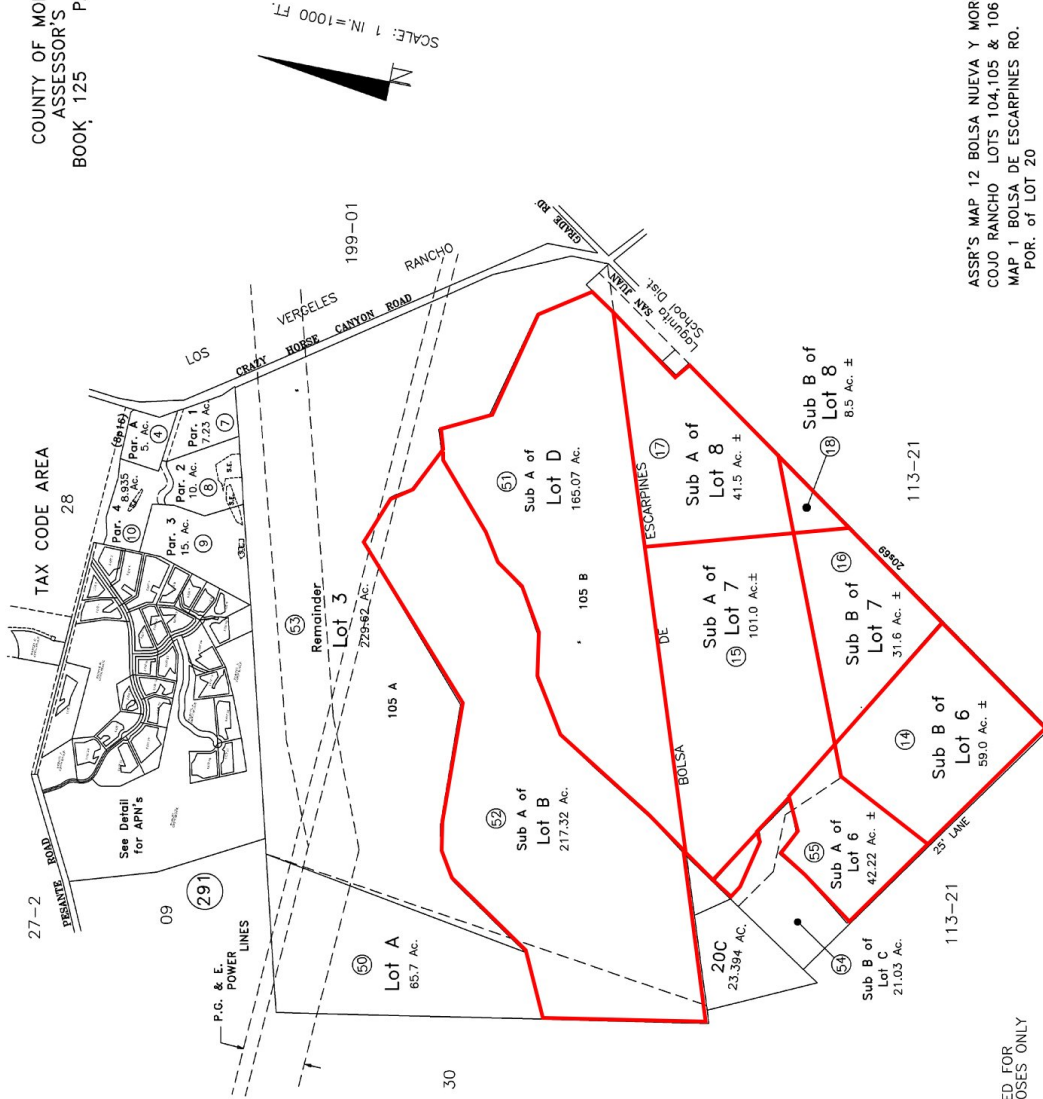 COUNTY OF MO
ASSESSOR'S
BOOK 125 P
SCALE: 1 IN.=1000 FT.
TAX CODE AREA
28
27-2
PESANTE ROAD
09
291
See Detail
for APN's
(8p16)
Par. A
5. Ac.
4
Par. 1
7.23 Ac.
7
Par. 4
8.935
Ac.
10
Par. 2
10. Ac.
8
Par. 3
15. Ac.
9
S.E.
S.E.
S.E.
199-01
LOS
VERGELES
RANCHO
CRAZY HORSE CANYON ROAD
SAN JUAN
GRADE RD
Lagunita
School Dist.
P.G. & E.
POWER
LINES
53
Remainder
Lot 3
229.62 Ac.
105 A
50
Lot A
65.7 Ac.
30
52
Sub A of
Lot B
217.32 Ac.
51
Sub A of
Lot D
165.07 Ac.
105 B
BOLSA
DE
ESCARPINES
17
Sub A of
Lot 8
41.5 Ac. ±
Sub B of
Lot 8
8.5 Ac. ±
18
Sub A of
15 Lot 7
101.0 Ac.±
16
Sub B of
Lot 7
31.6 Ac. ±
20s69
14
Sub B of
Lot 6
59.0 Ac. ±
55
Sub A of
Lot 6
42.22 Ac. ±
25' LANE
20C
23.394 AC.
54
Sub B of
Lot C
21.03 Ac.
113-21
113-21
ASSR'S MAP 12 BOLSA NUEVA Y MOR
COJO RANCHO LOTS 104,105 & 106
MAP 1 BOLSA DE ESCARPINES RO.
POR. of LOT 20
ED FOR
OSES ONLY